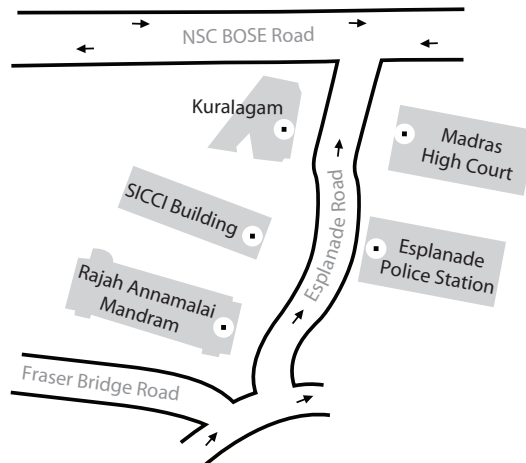 NSC BOSE Road
Kuralagam
Madras
High Court
SICCI Building
Esplanade Road
Esplanade
Police Station
Rajah Annamalai
Mandram
Fraser Bridge Road